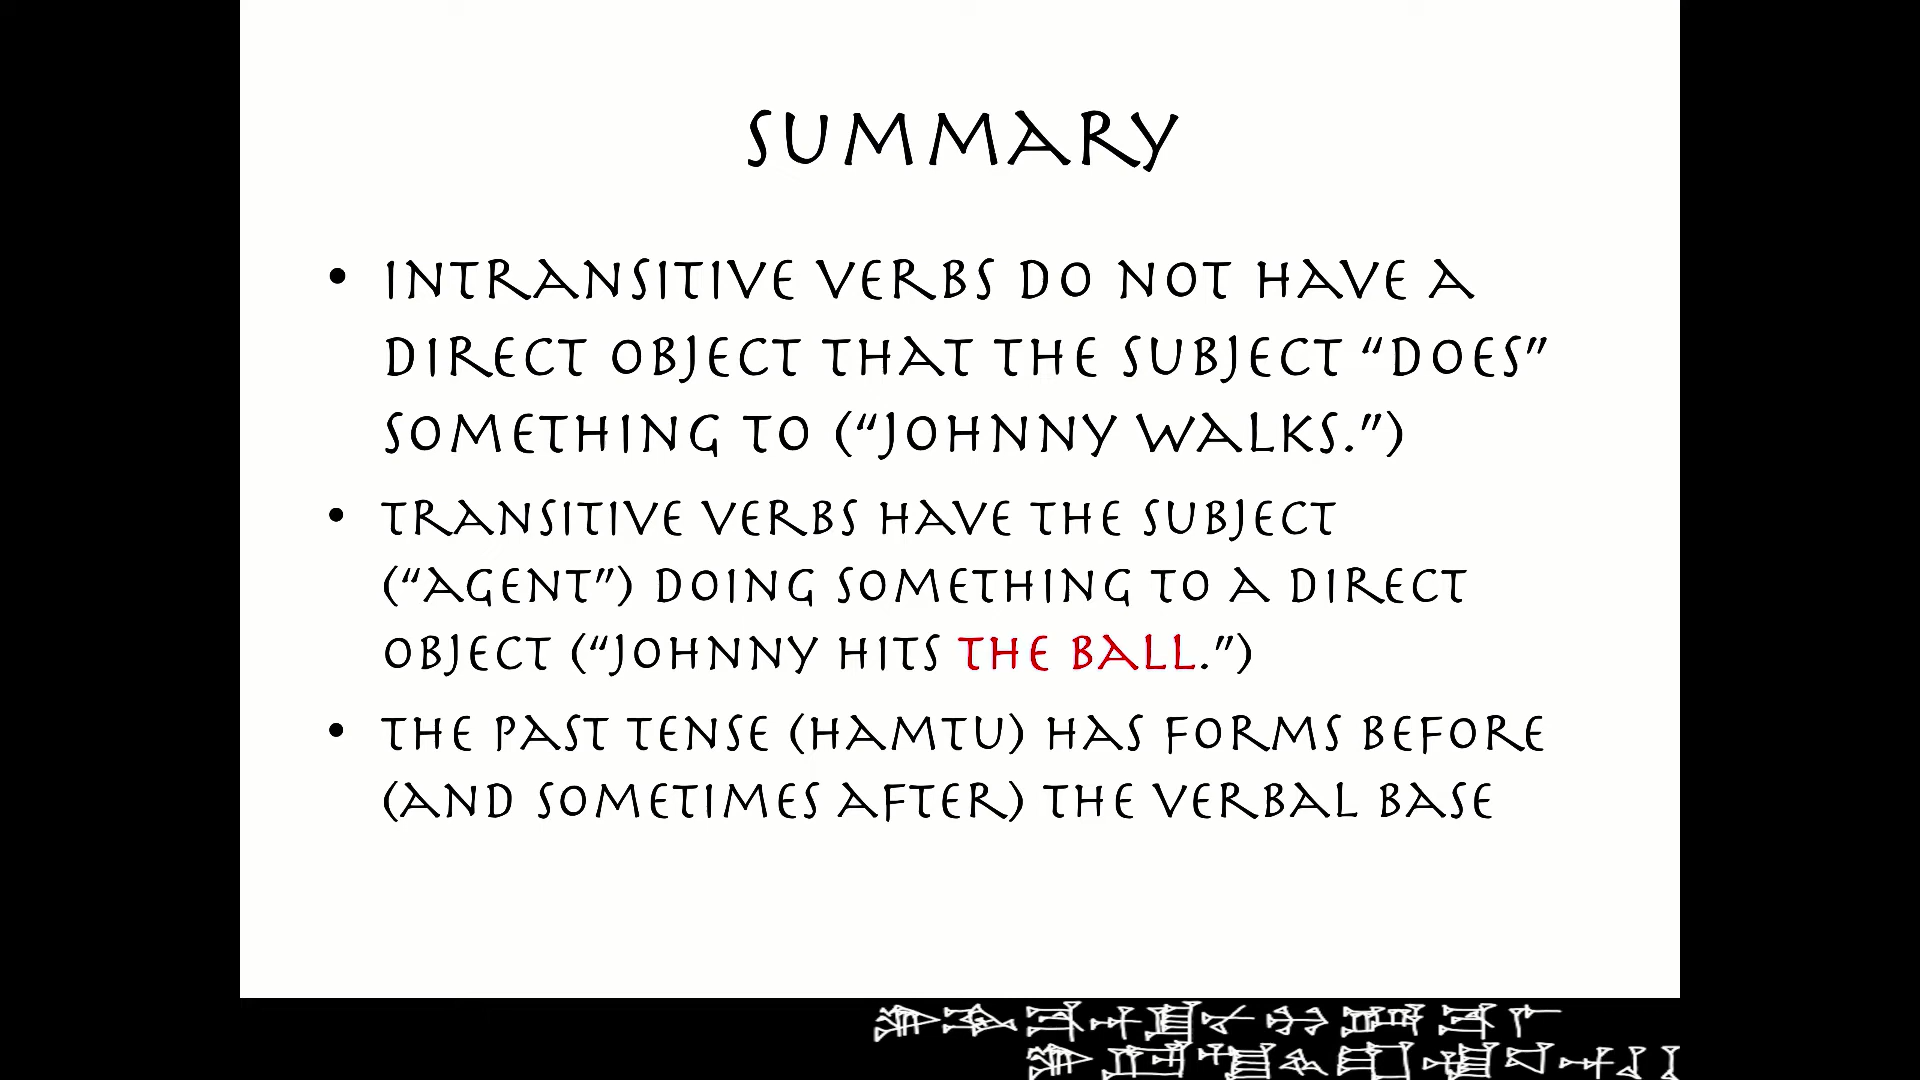 SUMMARY
• INTRANSITIVE VERBS DO NOT HAVE A
DIRECT OBJECT THAT THE SUBJECT “DOES”
SOMETHING TO (“JOHNNY WALKS.”)
• TRANSITIVE VERBS HAVE THE SUBJECT
(“AGENT”) DOING SOMETHING TO A DIRECT
OBJECT (“JOHNNY HITS THE BALL.”)
• THE PAST TENSE (HAMTU) HAS FORMS BEFORE
(AND SOMETIMES AFTER) THE VERBAL BASE